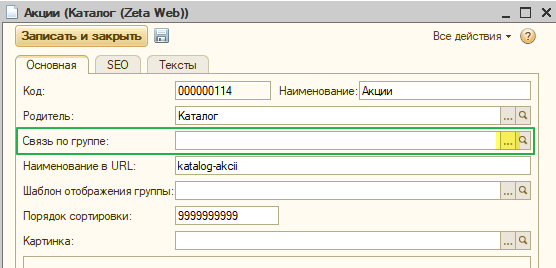 Акции (Каталог (Zeta Web))
Записать и закрыть Все действия
Основная SEO Тексты
Код: 000000114 Наименование: Акции
Родитель: Каталог
Связь по группе:
Наименование в URL: katalog-akcii
Шаблон отображения группы:
Порядок сортировки: 9999999999
Картинка: